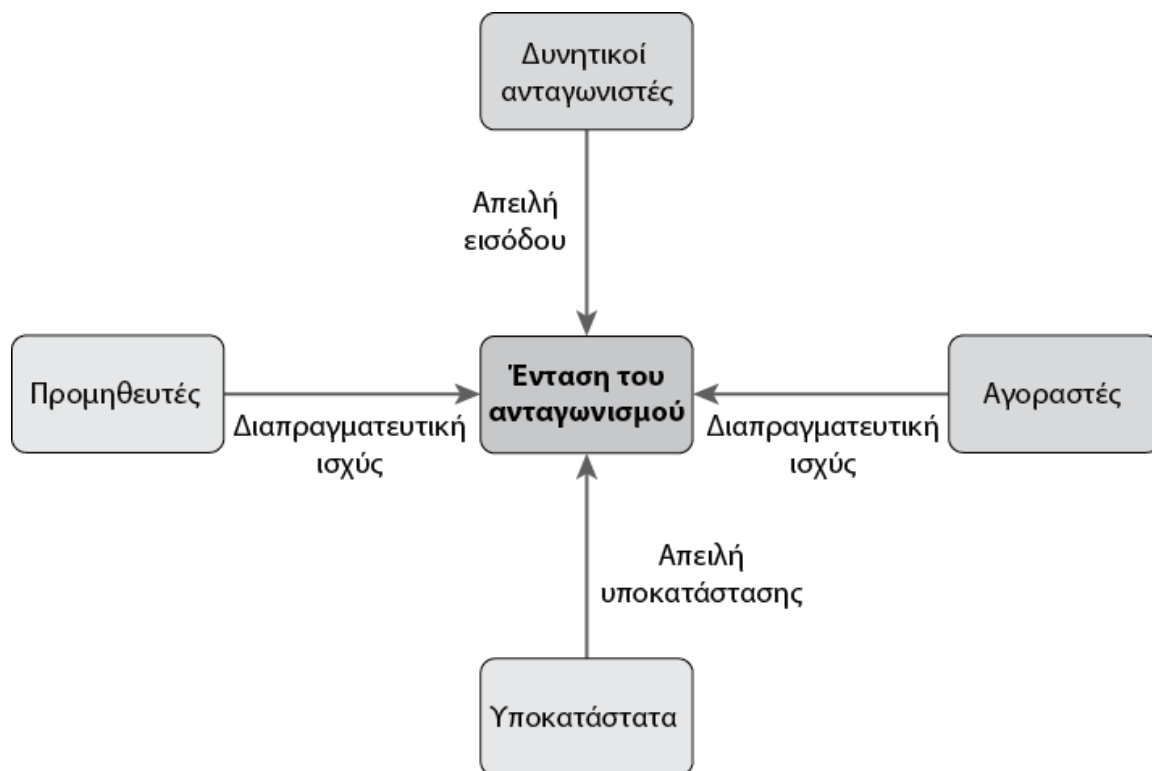 Δυνητικοί
ανταγωνιστές
Απειλή
εισόδου
Προμηθευτές
Διαπραγματευτική
ισχύς
Ένταση του
ανταγωνισμού
Διαπραγματευτική
ισχύς
Αγοραστές
Απειλή
υποκατάστασης
Υποκατάστατα